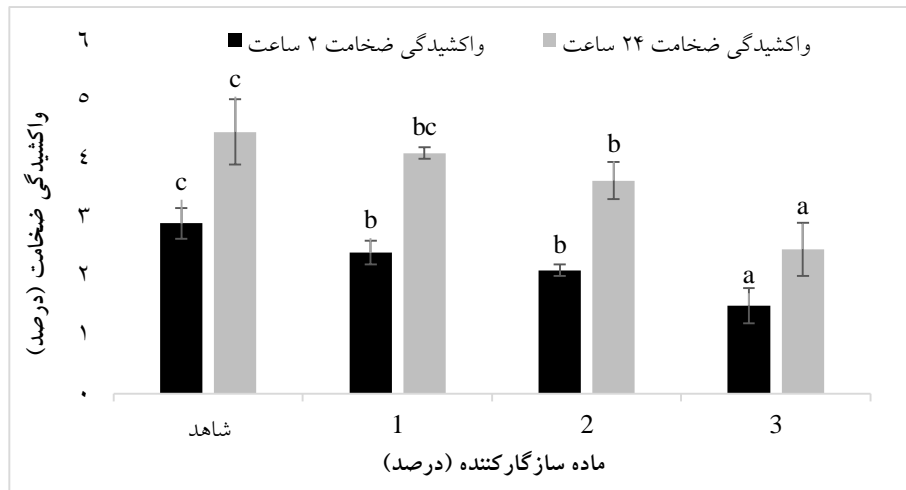 واکشیدگی ضخامت ۲ ساعت
واکشیدگی ضخامت ۲۴ ساعت
واکشیدگی ضخامت (درصد)
۶
۵
۴
۳
۲
۱
۰
c
c
b
bc
b
b
a
a
شاهد
1
2
3
ماده سازگارکننده (درصد)